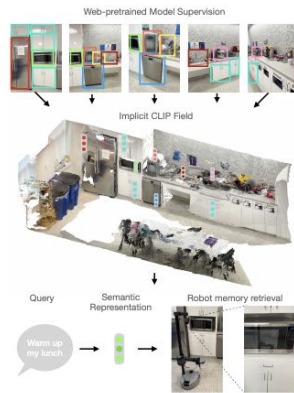 Web-pretrained Model Supervision
Implicit CLIP Field
Query
Semantic
Representation
Robot memory retrieval
Warm up
my lunch